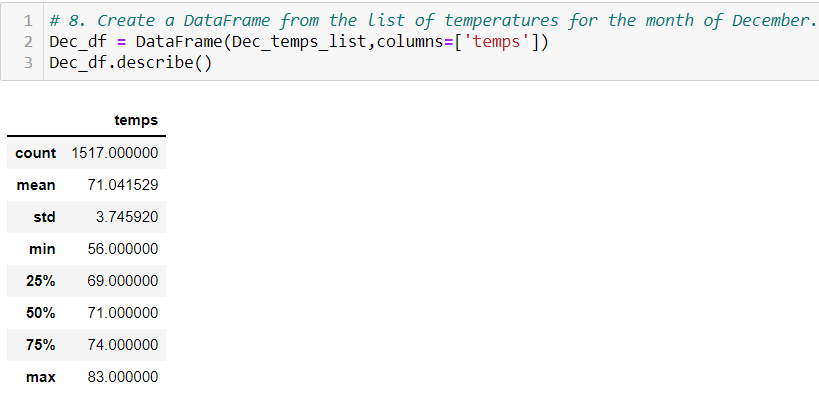 1 # 8. Create a DataFrame from the list of temperatures for the month of December.
2 Dec_df = DataFrame(Dec_temps_list,columns=['temps'])
3 Dec_df.describe()
temps
count 1517.000000
mean 71.041529
std 3.745920
min 56.000000
25% 69.000000
50% 71.000000
75% 74.000000
max 83.000000